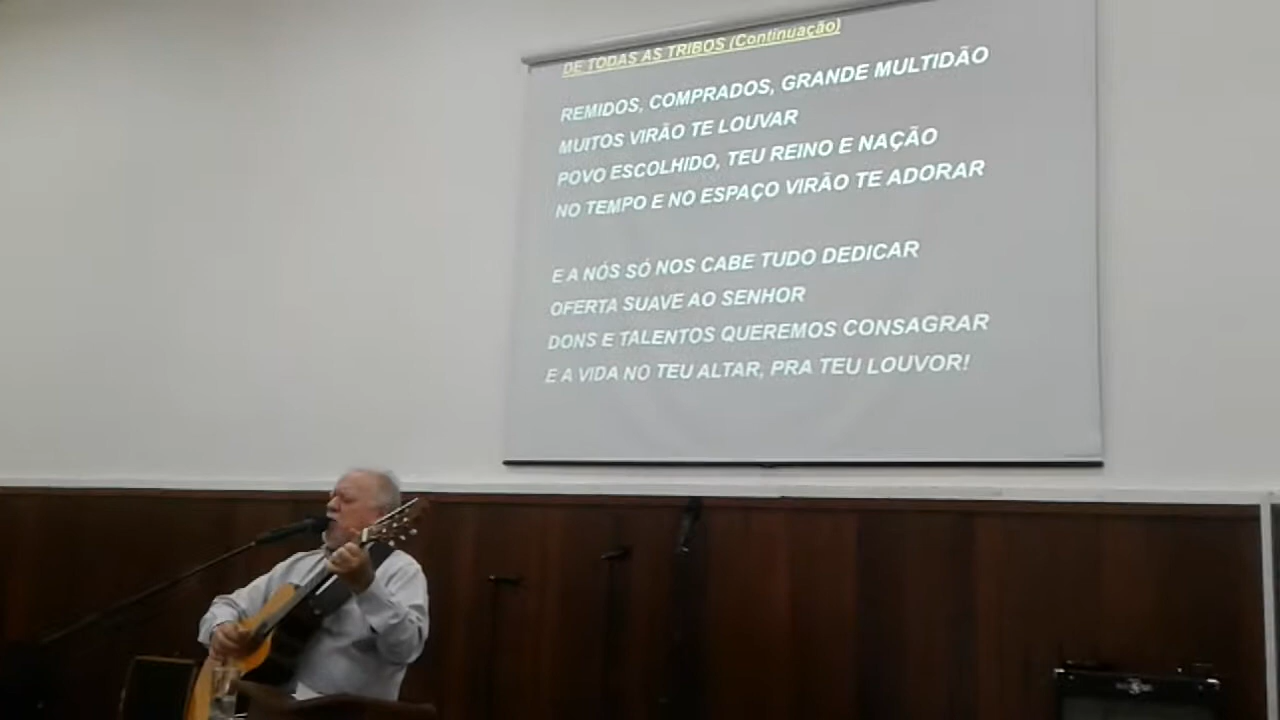 DE TODAS AS TRIBOS (Continuação)
REMIDOS, COMPRADOS, GRANDE MULTIDÃO
MUITOS VIRÃO TE LOUVAR
POVO ESCOLHIDO, TEU REINO E NAÇÃO
NO TEMPO E NO ESPAÇO VIRÃO TE ADORAR
E A NÓS SÓ NOS CABE TUDO DEDICAR
OFERTA SUAVE AO SENHOR
DONS E TALENTOS QUEREMOS CONSAGRAR
E A VIDA NO TEU ALTAR, PRA TEU LOUVOR!